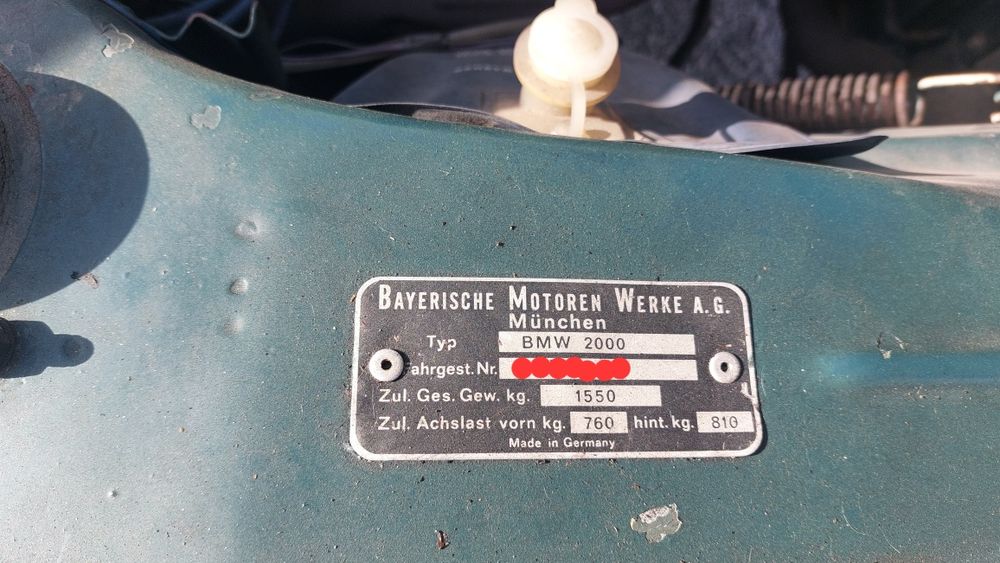 BAYERISCHE MOTOREN WERKE A.G.
München
Typ BMW 2000
ahrgest. Nr.
Zul. Ges. Gew. kg. 1550
Zul. Achslast vorn kg. 760 hint. kg. 810
Made in Germany